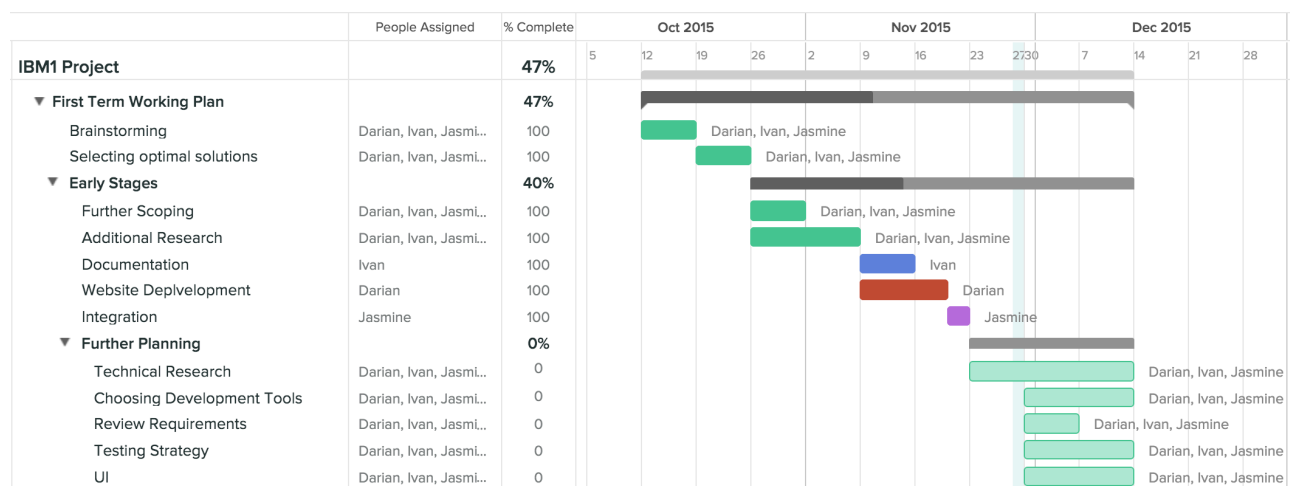 People Assigned % Complete Oct 2015 Nov 2015 Dec 2015
5 12 19 26 2 9 16 23 27 30 7 14 21 28
IBM1 Project 47%
First Term Working Plan 47%
Brainstorming Darian, Ivan, Jasmi... 100 Darian, Ivan, Jasmine
Selecting optimal solutions Darian, Ivan, Jasmi... 100 Darian, Ivan, Jasmine
Early Stages 40%
Further Scoping Darian, Ivan, Jasmi... 100 Darian, Ivan, Jasmine
Additional Research Darian, Ivan, Jasmi... 100 Darian, Ivan, Jasmine
Documentation Ivan 100 Ivan
Website Deplvelopment Darian 100 Darian
Integration Jasmine 100 Jasmine
Further Planning 0%
Technical Research Darian, Ivan, Jasmi... 0 Darian, Ivan, Jasmine
Choosing Development Tools Darian, Ivan, Jasmi... 0 Darian, Ivan, Jasmine
Review Requirements Darian, Ivan, Jasmi... 0 Darian, Ivan, Jasmine
Testing Strategy Darian, Ivan, Jasmi... 0 Darian, Ivan, Jasmine
UI Darian, Ivan, Jasmi... 0 Darian, Ivan, Jasmine